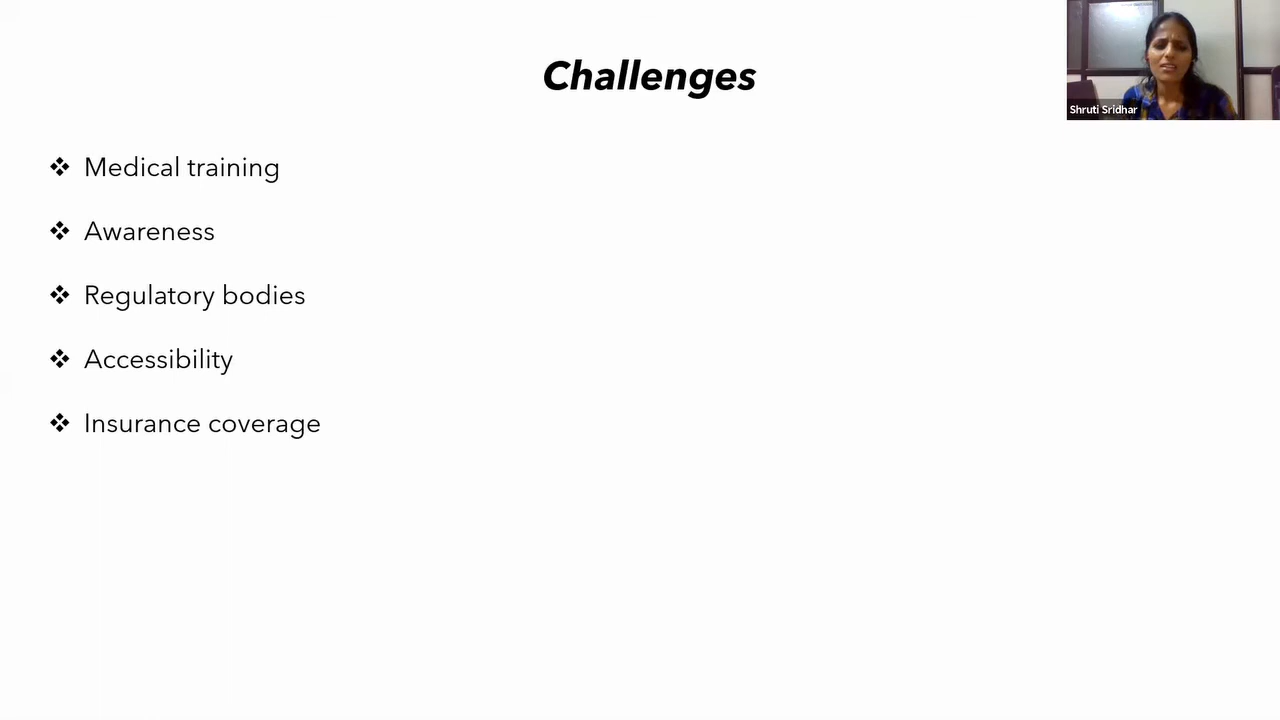 Challenges
Shruti Sridhar
❖ Medical training
❖ Awareness
❖ Regulatory bodies
❖ Accessibility
❖ Insurance coverage